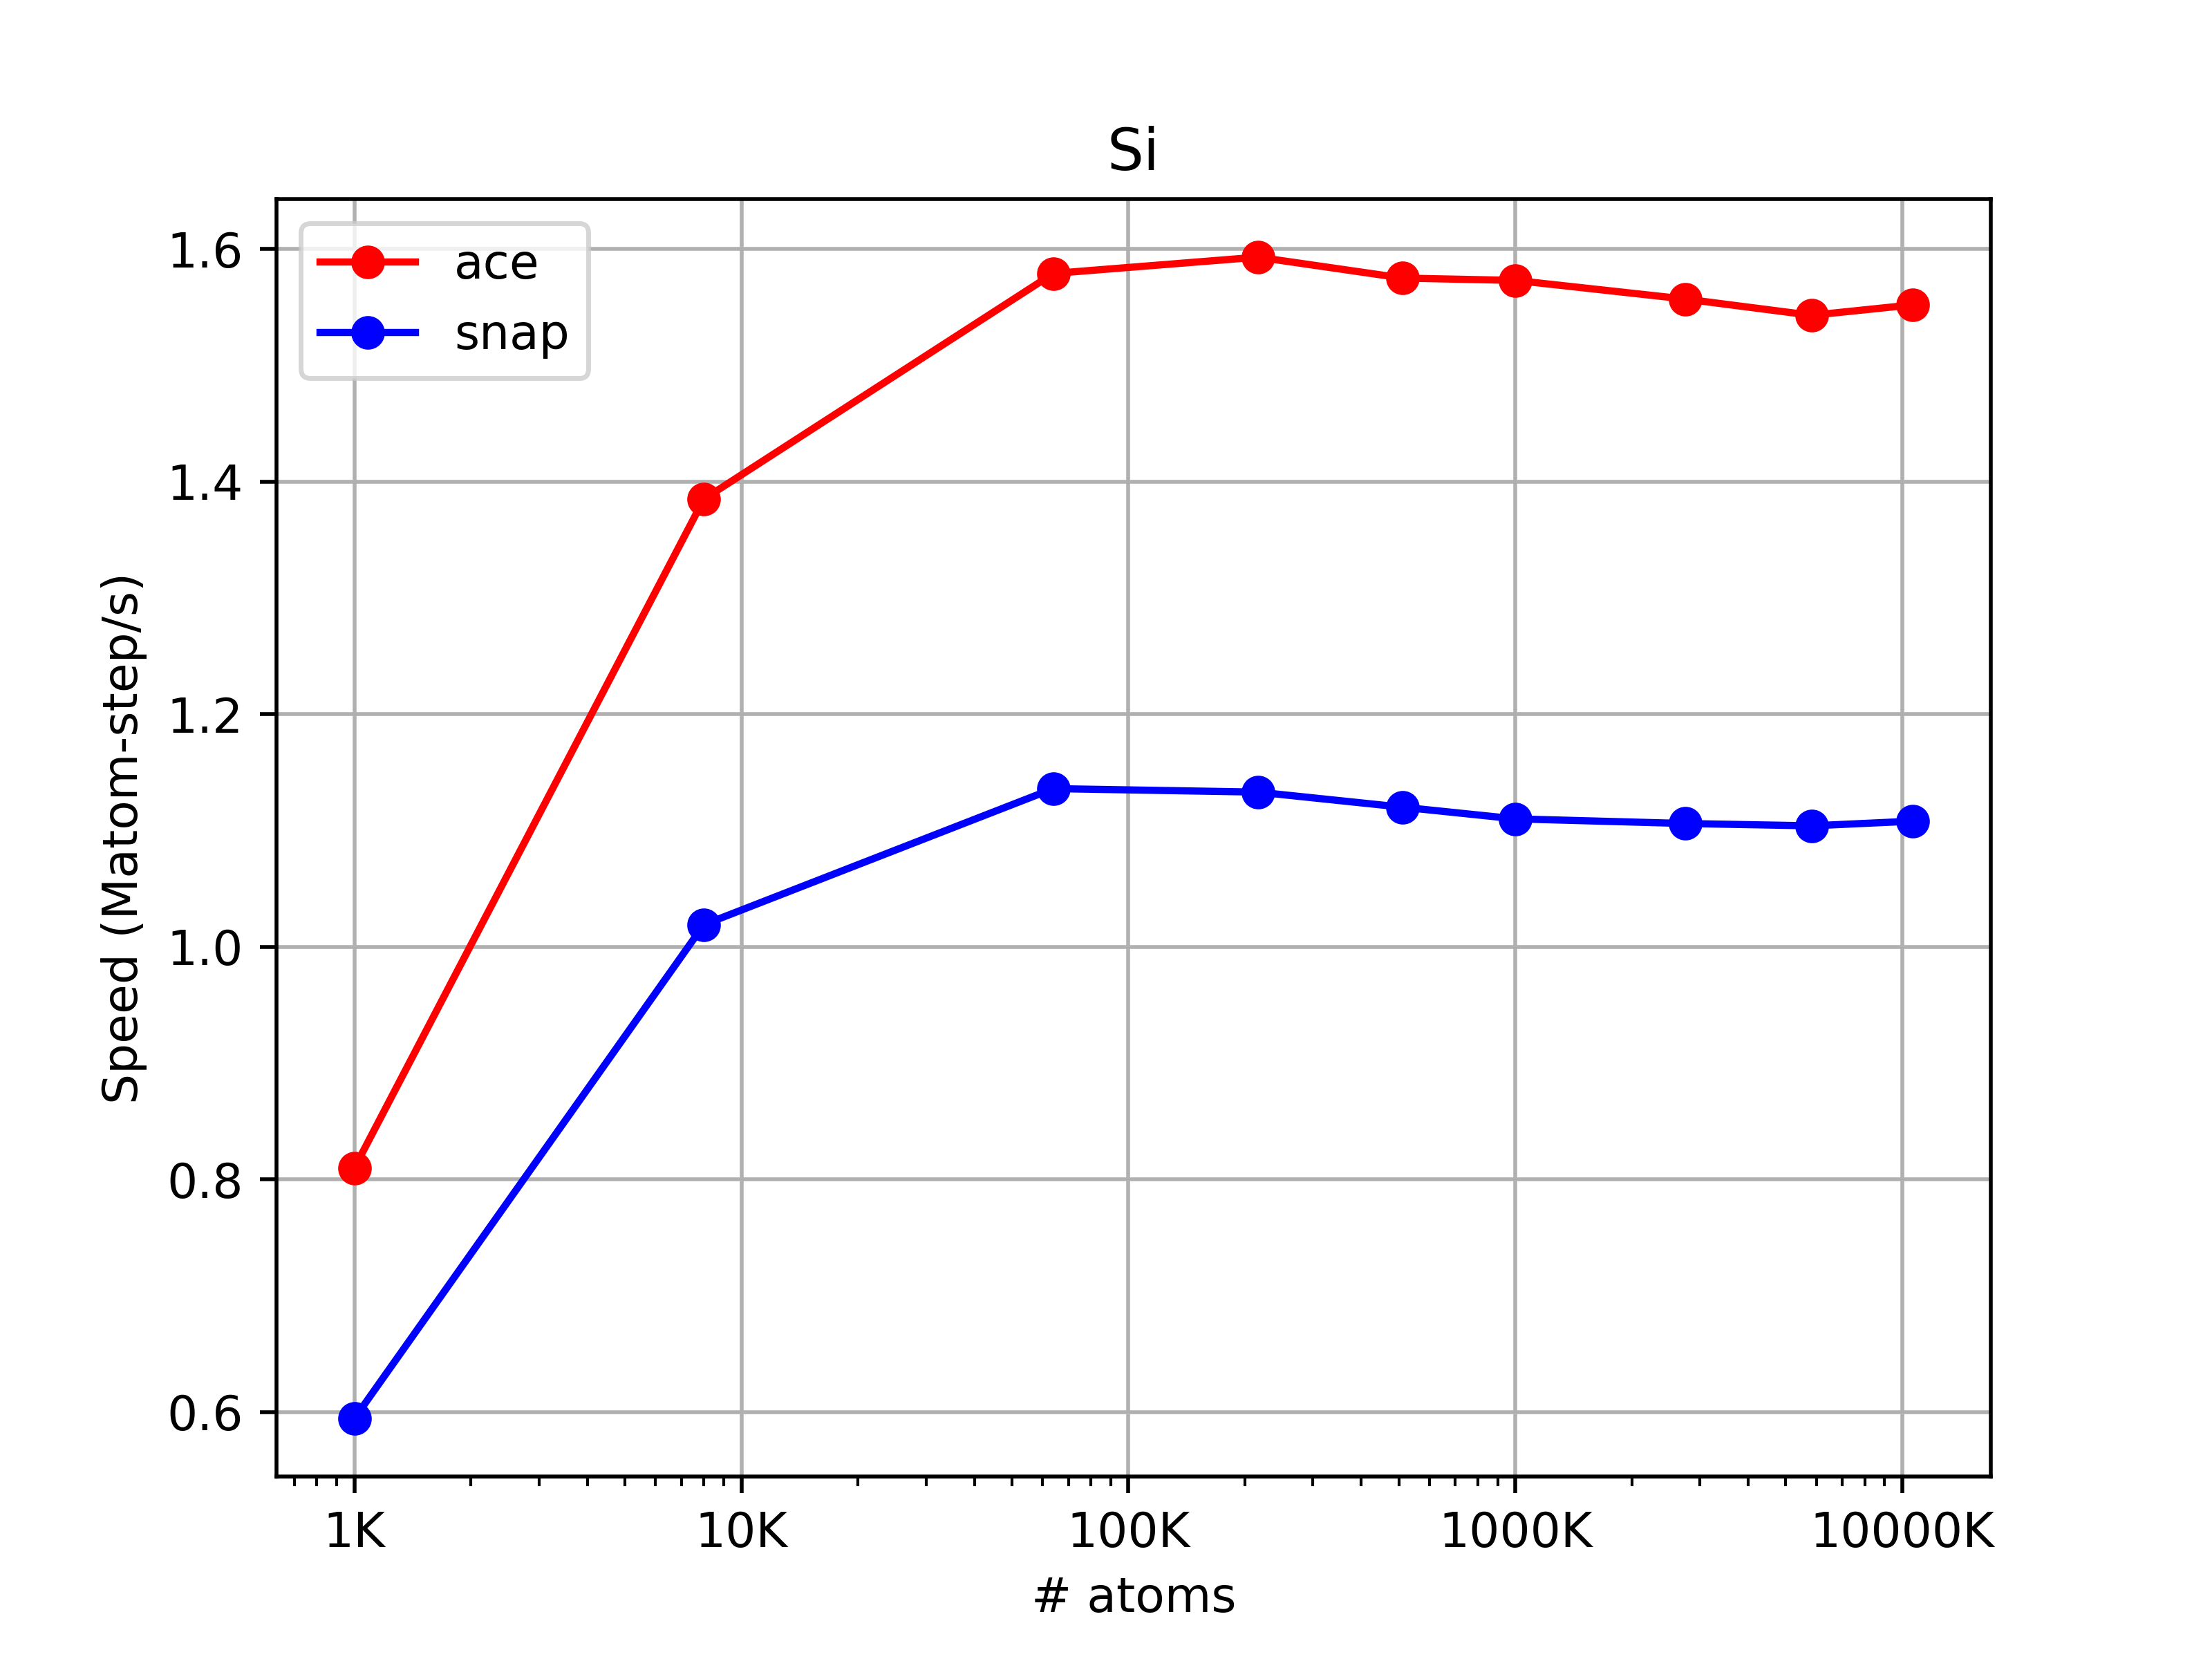 Si
ace
snap
Speed (Matom-step/s)
1.6
1.4
1.2
1.0
0.8
0.6
1K 10K 100K 1000K 10000K
# atoms